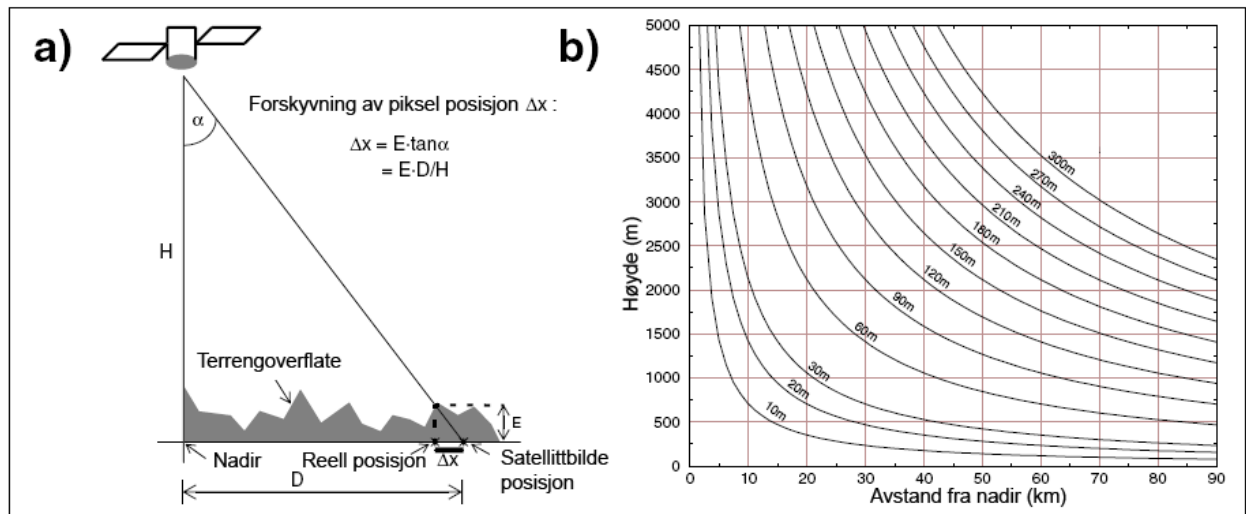 a)
Forskyvning av piksel posisjon Δx :
α
Δx = E·tanα
= E·D/H
H
Terrengoverflate
E
Nadir
Reell posisjon
Δx
Satellittbilde
posisjon
D
b)
5000
4500
4000
3500
3000
2500
2000
1500
1000
500
0
Høyde (m)
300m
270m
240m
210m
180m
150m
120m
90m
60m
30m
20m
10m
0 10 20 30 40 50 60 70 80 90
Avstand fra nadir (km)